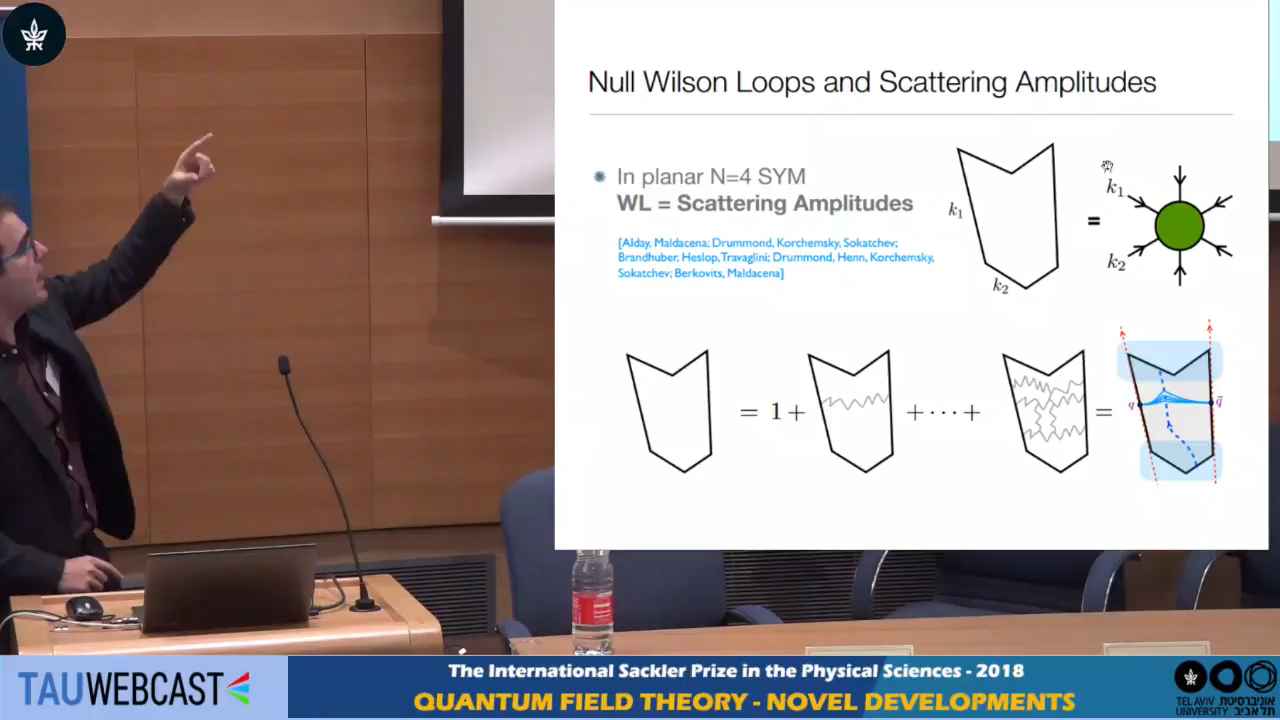 Null Wilson Loops and Scattering Amplitudes
In planar N=4 SYM
WL = Scattering Amplitudes
[Alday, Maldacena; Drummond, Korchemsky, Sokatchev;
Brandhuber, Heslop, Travaglini; Drummond, Henn, Korchemsky,
Sokatchev; Berkovits, Maldacena]
k₁
k₂
=
k₁
k₂
= 1 + + ··· + =
q q̄
TAUWEBCAST
The International Sackler Prize in the Physical Sciences - 2018
QUANTUM FIELD THEORY - NOVEL DEVELOPMENTS
TEL AVIV אוניברסיטת
UNIVERSITY תל אביב